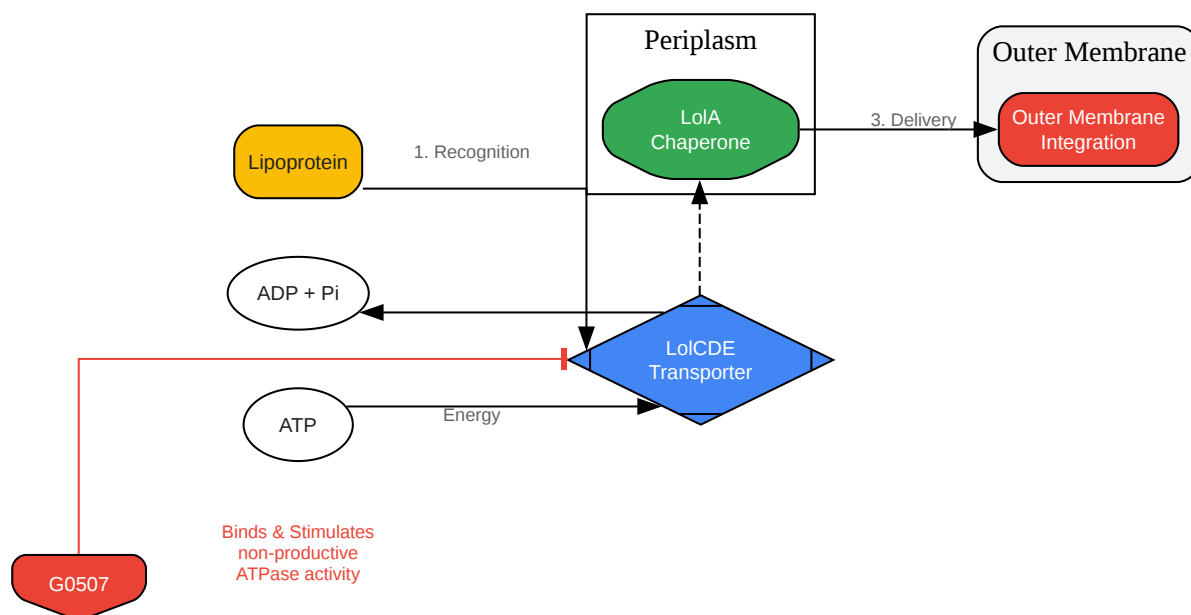 Periplasm
Outer Membrane
LolA
Chaperone
3. Delivery
Outer Membrane
Integration
Lipoprotein
1. Recognition
ADP + Pi
LolCDE
Transporter
ATP
Energy
Binds & Stimulates
non-productive
ATPase activity
G0507